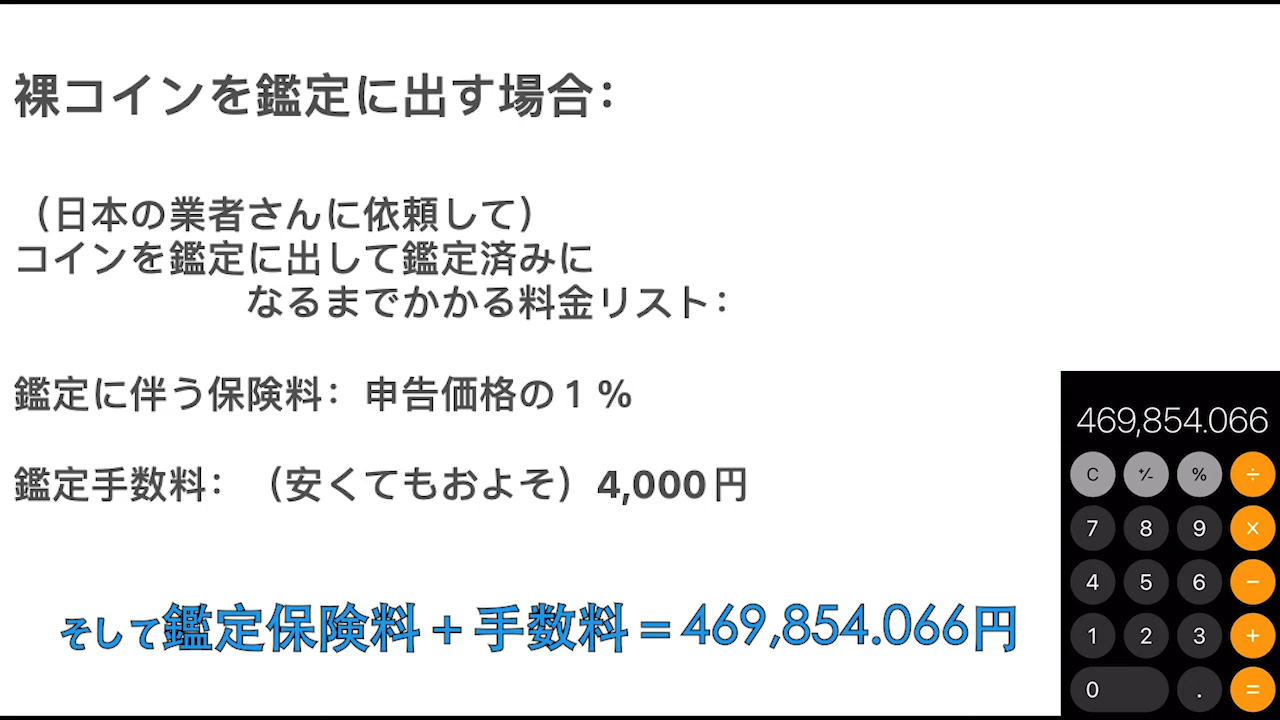 裸コインを鑑定に出す場合：
（日本の業者さんに依頼して）
コインを鑑定に出して鑑定済みに
なるまでかかる料金リスト：
鑑定に伴う保険料：申告価格の１％
鑑定手数料：（安くてもおよそ）4,000円
そして鑑定保険料＋手数料＝469,854.066円
469,854.066
C +/- % ÷
7 8 9 ×
4 5 6 −
1 2 3 +
0 . =